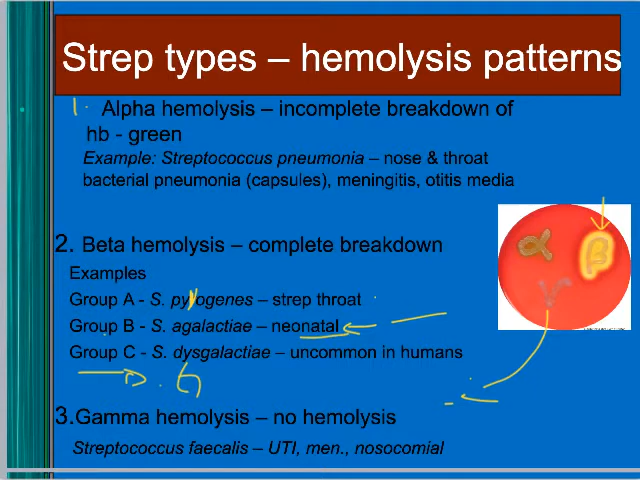 Strep types – hemolysis patterns
1. Alpha hemolysis – incomplete breakdown of
hb - green
Example: Streptococcus pneumonia – nose & throat
bacterial pneumonia (capsules), meningitis, otitis media
2. Beta hemolysis – complete breakdown
Examples
Group A - S. pyogenes – strep throat
Group B - S. agalactiae – neonatal
Group C - S. dysgalactiae – uncommon in humans
3.Gamma hemolysis – no hemolysis
Streptococcus faecalis – UTI, men., nosocomial
α
β
γ